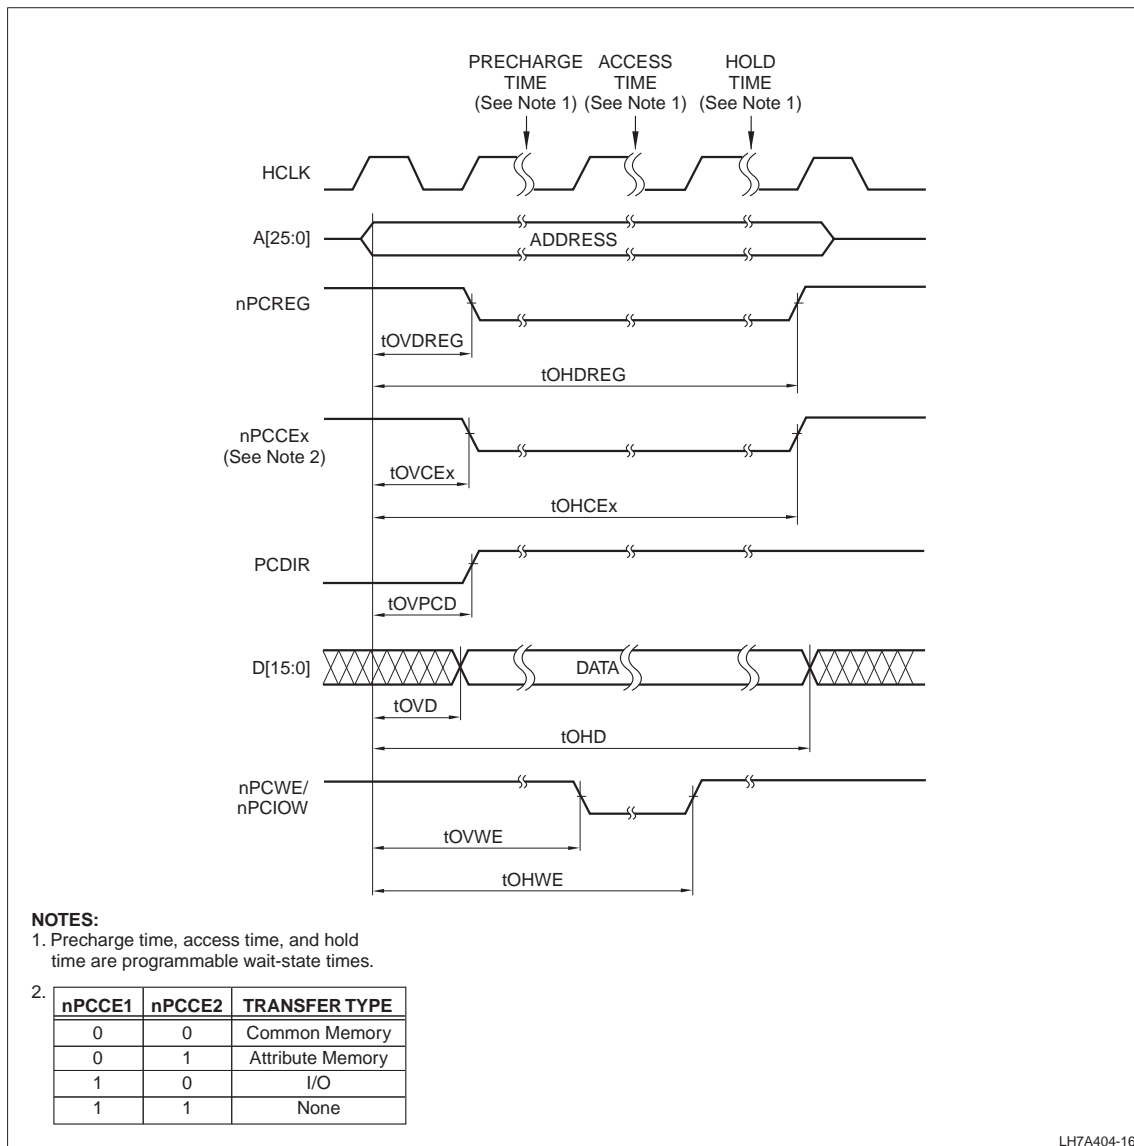 PRECHARGE TIME (See Note 1)
ACCESS TIME (See Note 1)
HOLD TIME (See Note 1)
HCLK
A[25:0]
ADDRESS
nPCREG
tOVDREG
tOHDREG
nPCCEx
(See Note 2)
tOVCEx
tOHCEx
PCDIR
tOVPCD
D[15:0]
DATA
tOVD
tOHD
nPCWE/
nPCIOW
tOVWE
tOHWE
NOTES:
1. Precharge time, access time, and hold
time are programmable wait-state times.
2.
nPCCE1 nPCCE2 TRANSFER TYPE
0 0 Common Memory
0 1 Attribute Memory
1 0 I/O
1 1 None
LH7A404-16